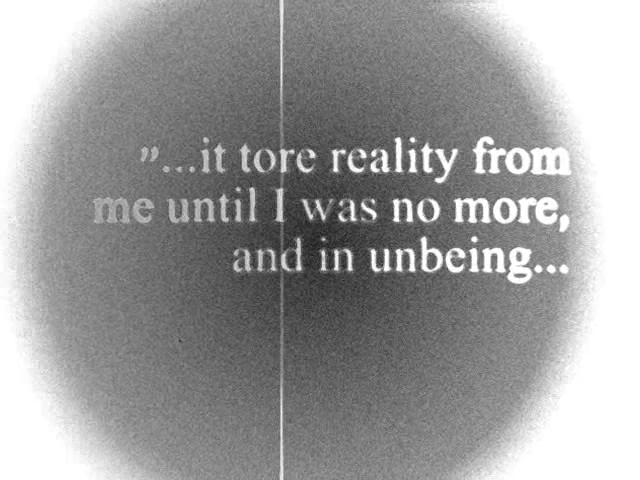 ”...it tore reality from
me until I was no more,
and in unbeing...